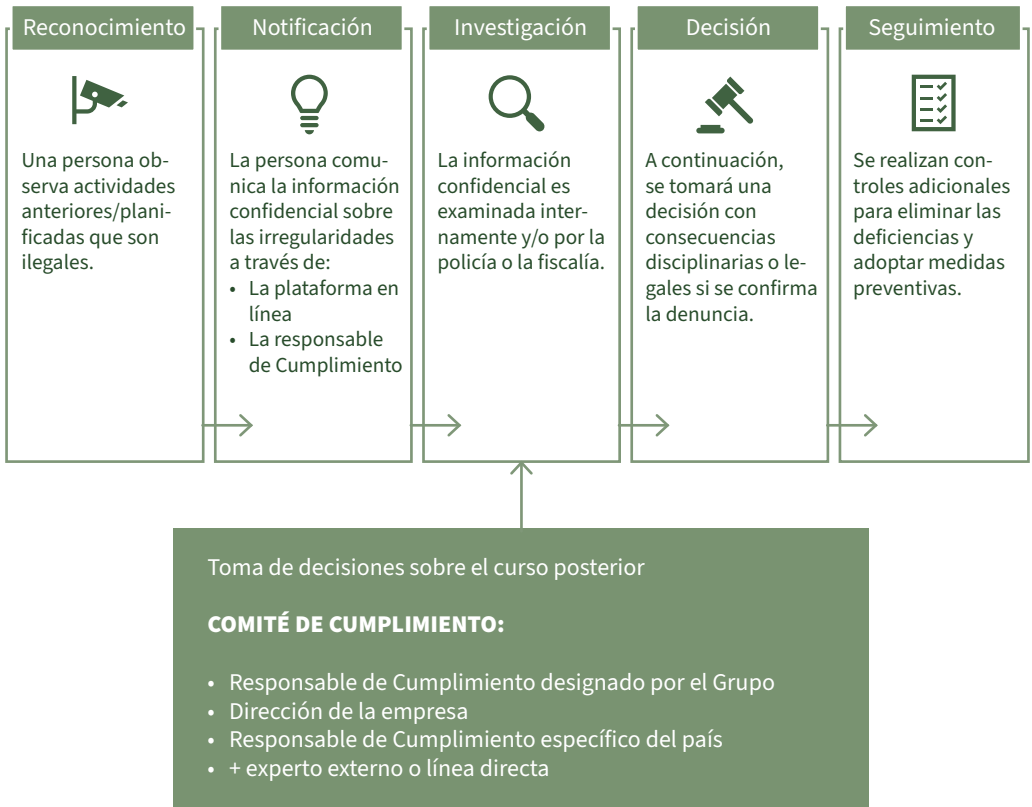 Reconocimiento
Una persona ob-
serva actividades
anteriores/plani-
ficadas que son
ilegales.
Notificación
La persona comu-
nica la información
confidencial sobre
las irregularidades
a través de:
• La plataforma en
línea
• La responsable
de Cumplimiento
Investigación
La información
confidencial es
examinada inter-
namente y/o por la
policía o la fiscalía.
Decisión
A continuación,
se tomará una
decisión con
consecuencias
disciplinarias o le-
gales si se confirma
la denuncia.
Seguimiento
Se realizan con-
troles adicionales
para eliminar las
deficiencias y
adoptar medidas
preventivas.
Toma de decisiones sobre el curso posterior
COMITÉ DE CUMPLIMIENTO:
• Responsable de Cumplimiento designado por el Grupo
• Dirección de la empresa
• Responsable de Cumplimiento específico del país
• + experto externo o línea directa